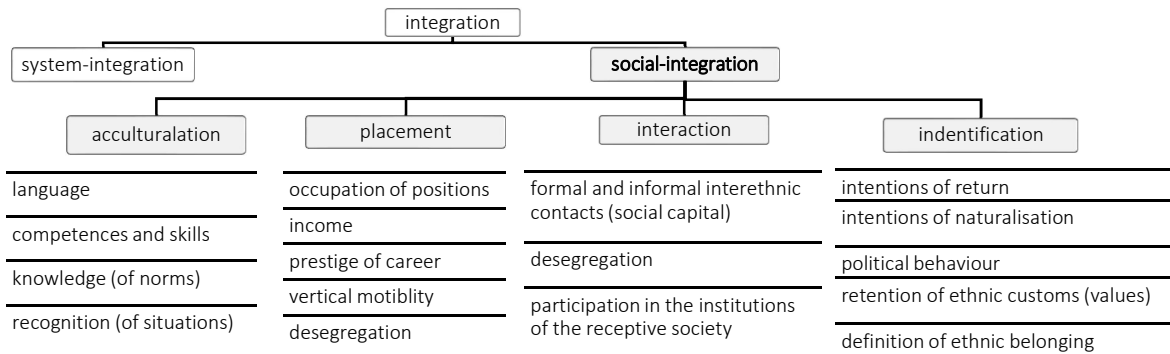 integration
system-integration
social-integration
acculturalation
placement
interaction
indentification
language
competences and skills
knowledge (of norms)
recognition (of situations)
occupation of positions
income
prestige of career
vertical motiblity
desegregation
formal and informal interethnic
contacts (social capital)
desegregation
participation in the institutions
of the receptive society
intentions of return
intentions of naturalisation
political behaviour
retention of ethnic customs (values)
definition of ethnic belonging